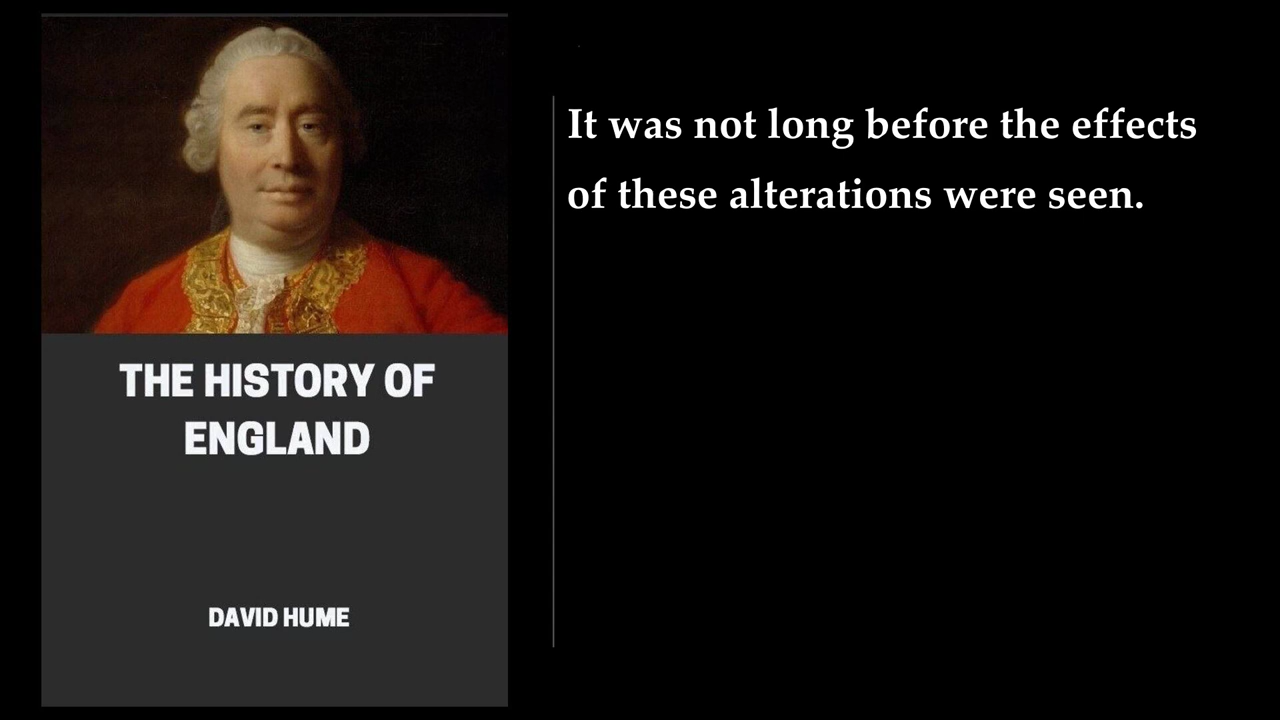 THE HISTORY OF
ENGLAND
DAVID HUME
It was not long before the effects
of these alterations were seen.